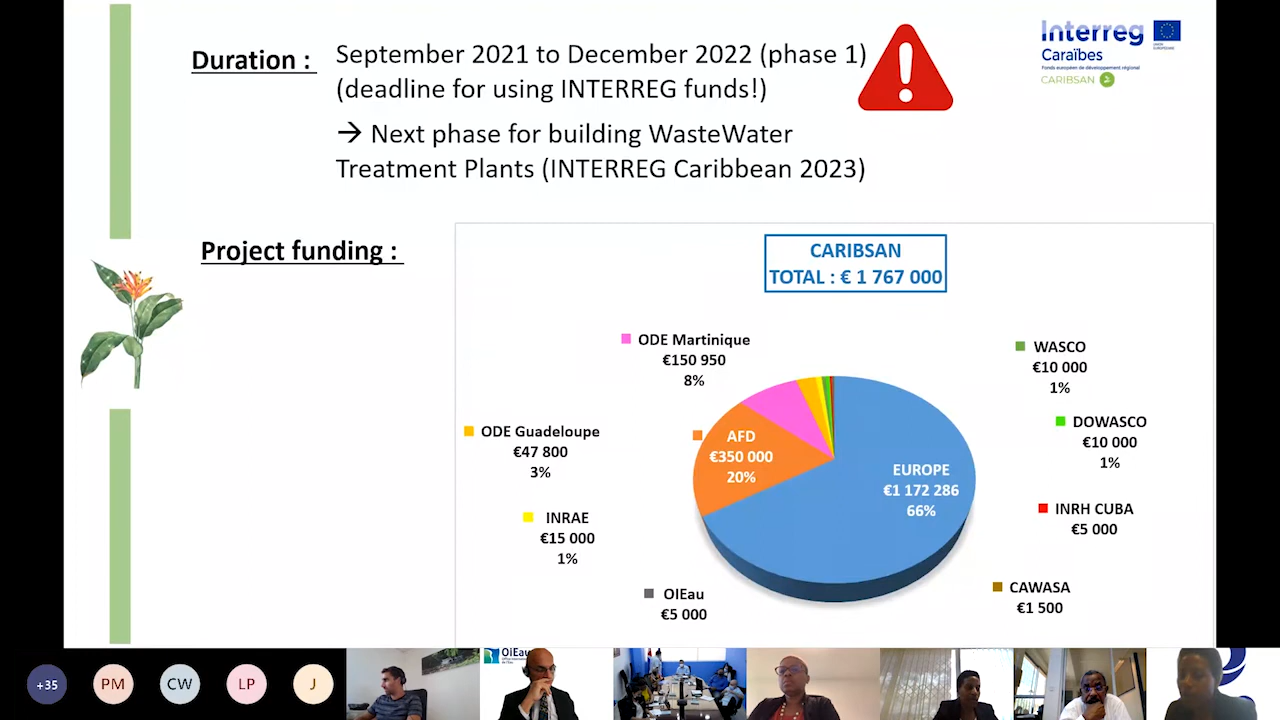 Duration :
September 2021 to December 2022 (phase 1)
(deadline for using INTERREG funds!)
→ Next phase for building WasteWater
Treatment Plants (INTERREG Caribbean 2023)
Interreg
Caraïbes
UNION EUROPÉENNE
Fonds européen de développement régional
CARIBSAN
Project funding :
CARIBSAN
TOTAL : € 1 767 000
ODE Martinique
€150 950
8%
WASCO
€10 000
1%
ODE Guadeloupe
€47 800
3%
AFD
€350 000
20%
DOWASCO
€10 000
1%
EUROPE
€1 172 286
66%
INRAE
€15 000
1%
INRH CUBA
€5 000
OIEau
€5 000
CAWASA
€1 500
+35
PM
CW
LP
J
OiEau